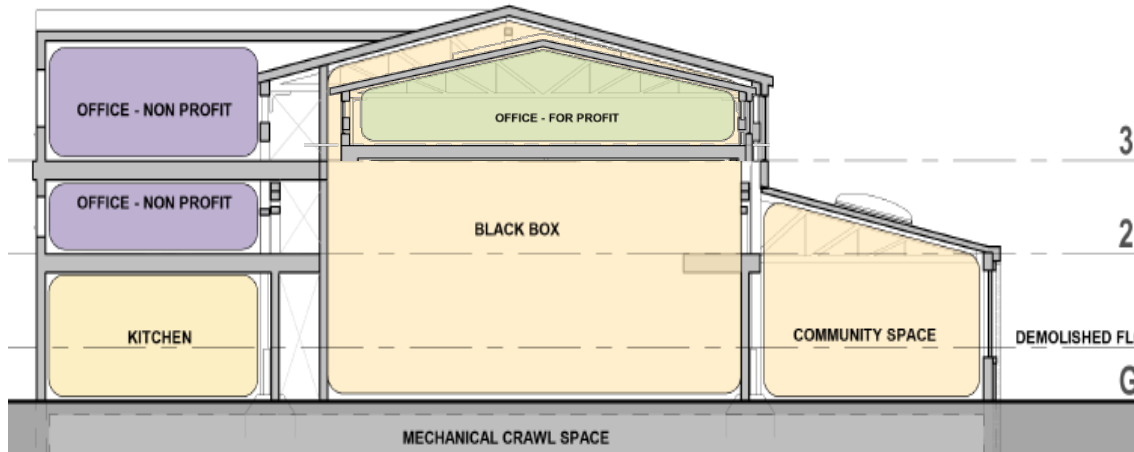 OFFICE - NON PROFIT
OFFICE - FOR PROFIT
3
OFFICE - NON PROFIT
BLACK BOX
2
KITCHEN
COMMUNITY SPACE
DEMOLISHED FL
G
MECHANICAL CRAWL SPACE